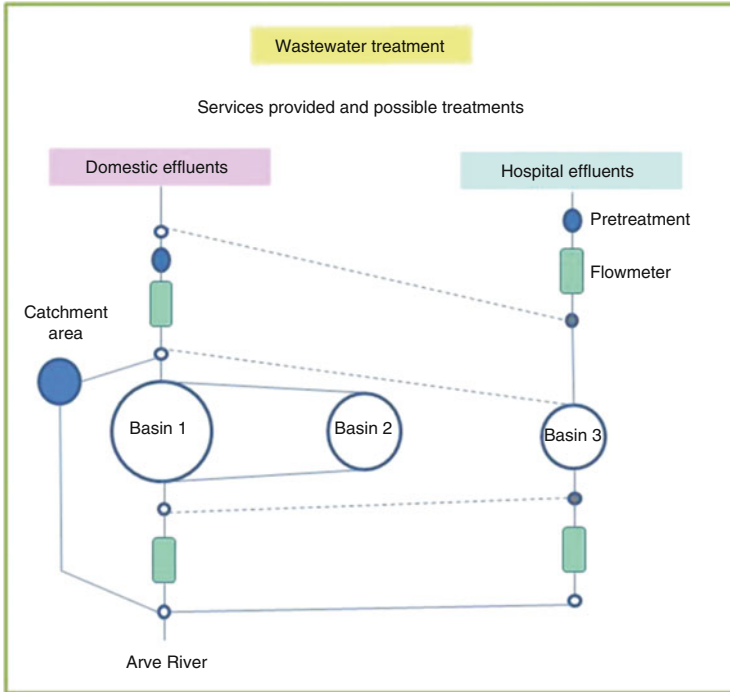 Wastewater treatment
Services provided and possible treatments
Domestic effluents
Hospital effluents
Pretreatment
Flowmeter
Catchment
area
Basin 1
Basin 2
Basin 3
Arve River